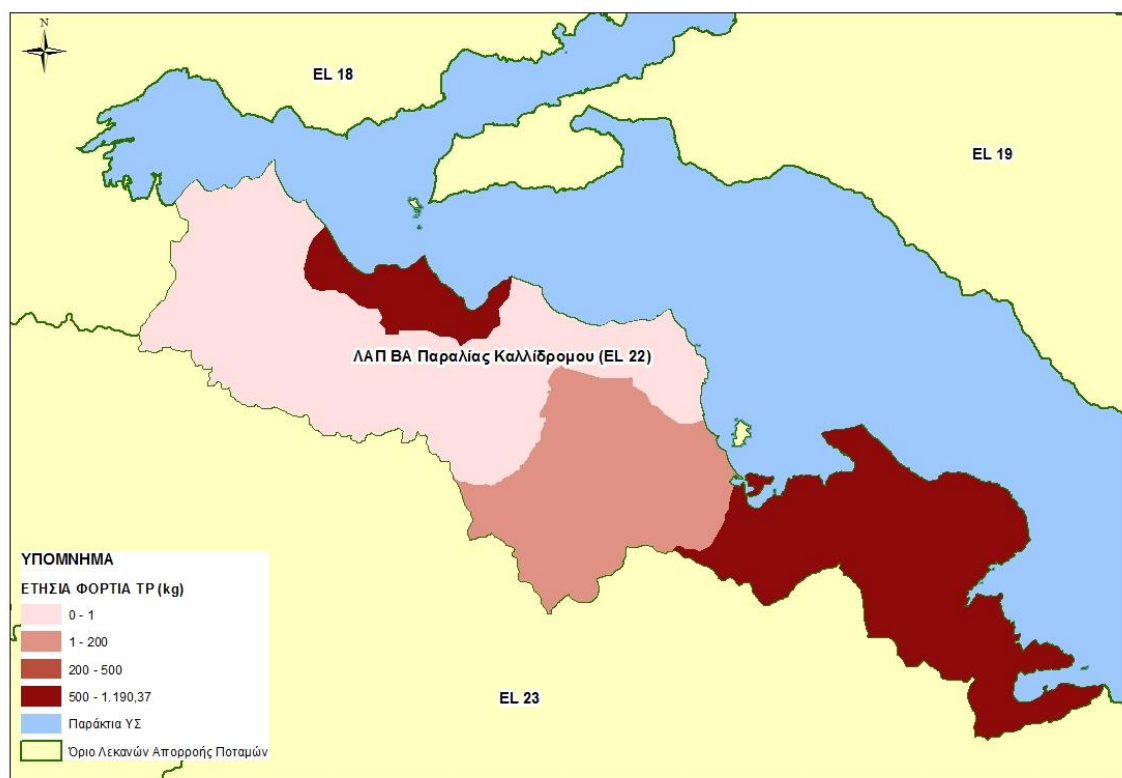 N
EL 18
EL 19
ΛΑΠ ΒΑ Παραλίας Καλλίδρομου (EL 22)
EL 23
ΥΠΟΜΝΗΜΑ
ΕΤΗΣΙΑ ΦΟΡΤΙΑ TP (kg)
0 - 1
1 - 200
200 - 500
500 - 1.190,37
Παράκτια ΥΣ
Όριο Λεκανών Απορροής Ποταμών